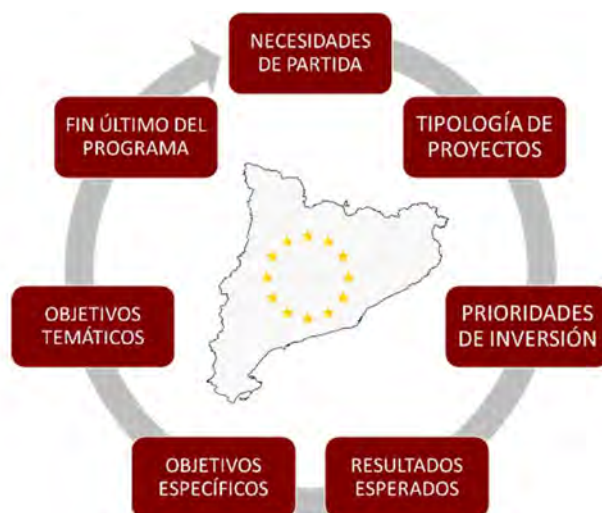 NECESIDADES
DE PARTIDA
TIPOLOGÍA DE
PROYECTOS
PRIORIDADES
DE INVERSIÓN
RESULTADOS
ESPERADOS
OBJETIVOS
ESPECÍFICOS
OBJETIVOS
TEMÁTICOS
FIN ÚLTIMO DEL
PROGRAMA